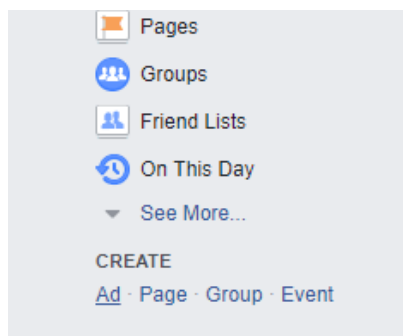 Pages
Groups
Friend Lists
On This Day
See More...
CREATE
Ad · Page · Group · Event